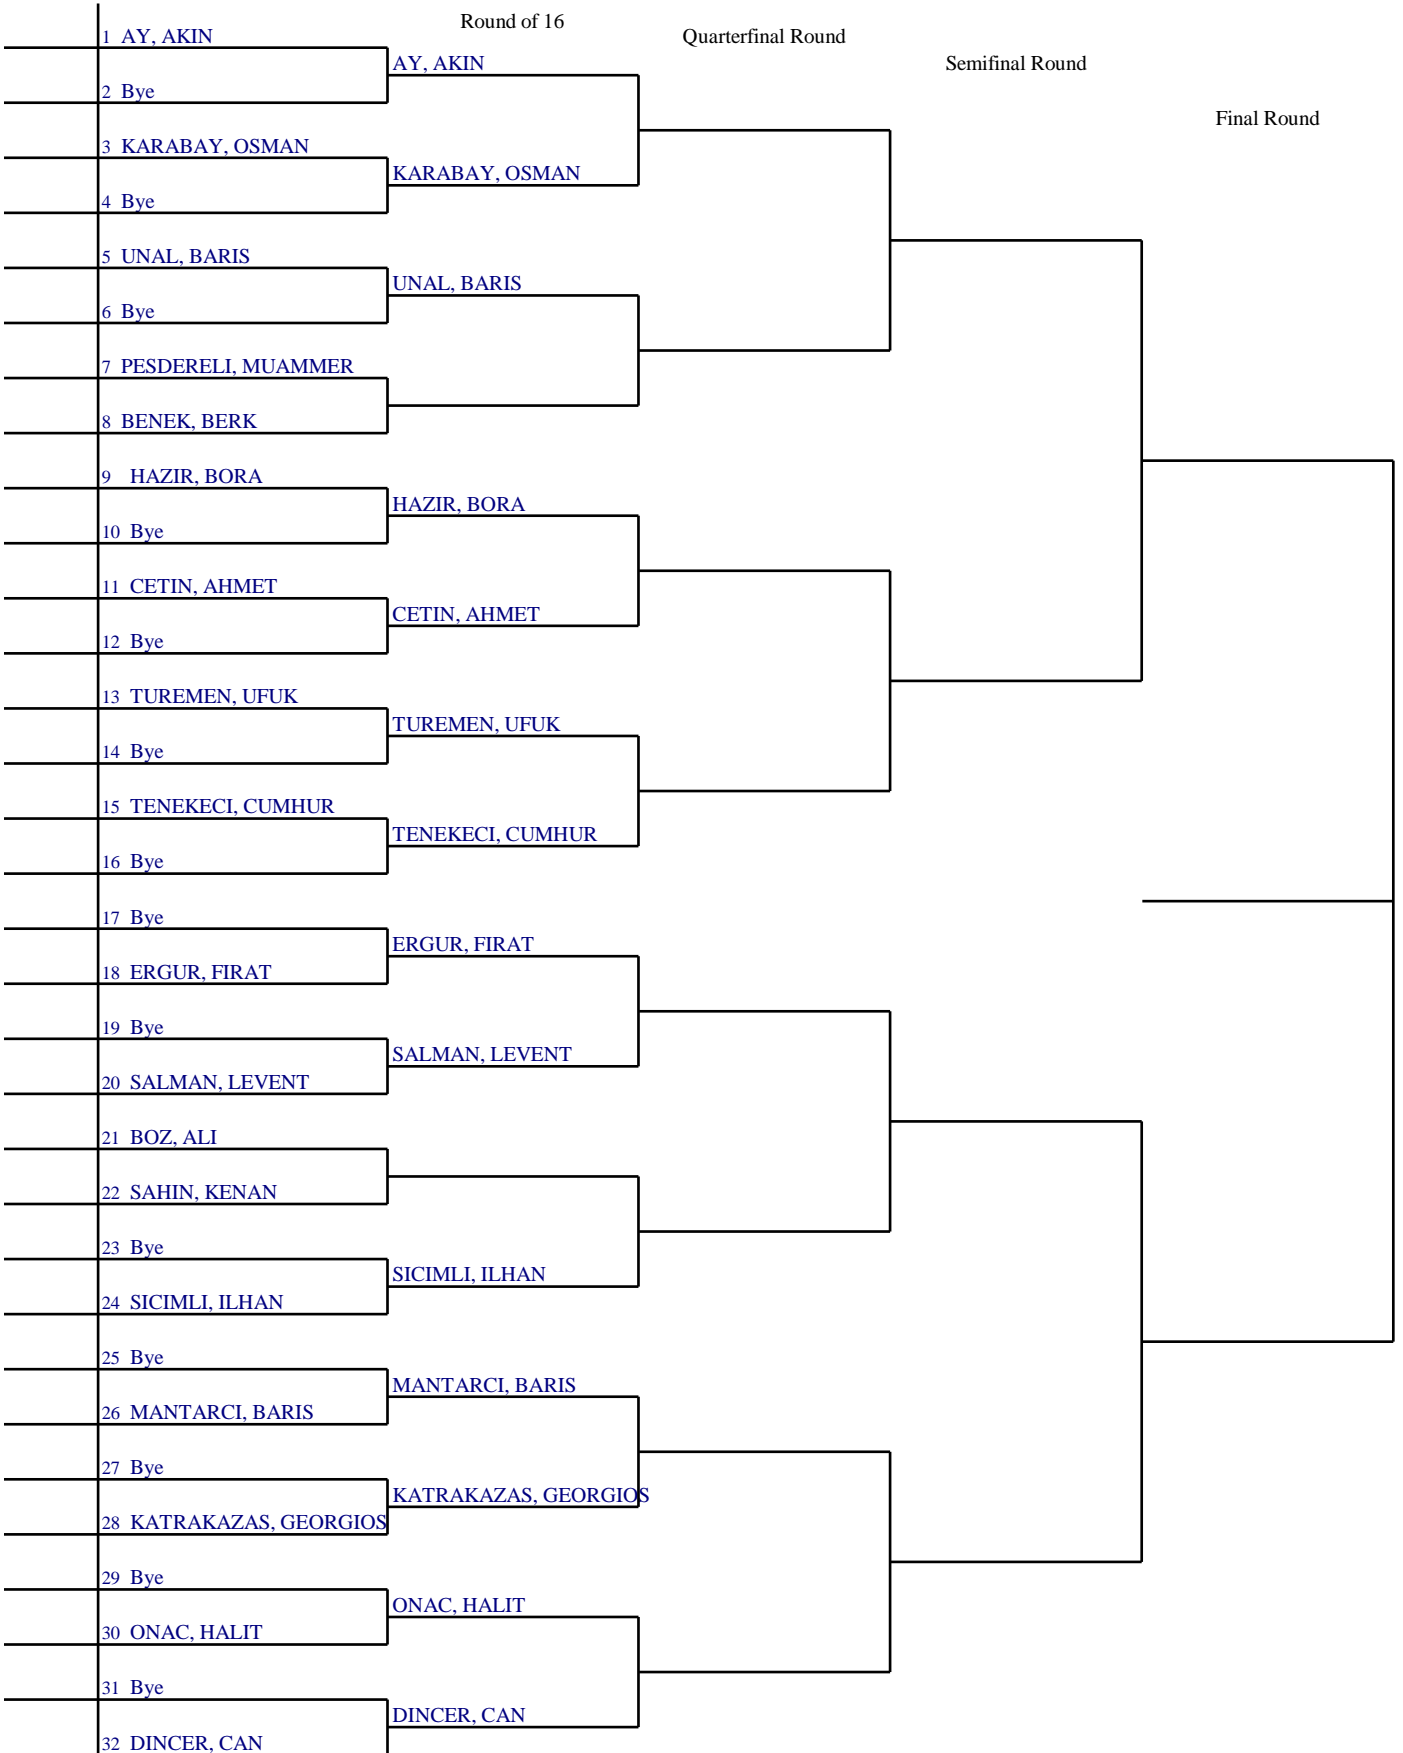 Round of 16
Quarterfinal Round
Semifinal Round
Final Round
1 AY, AKIN
2 Bye
3 KARABAY, OSMAN
4 Bye
5 UNAL, BARIS
6 Bye
7 PESDERELI, MUAMMER
8 BENEK, BERK
9 HAZIR, BORA
10 Bye
11 CETIN, AHMET
12 Bye
13 TUREMEN, UFUK
14 Bye
15 TENEKECI, CUMHUR
16 Bye
17 Bye
18 ERGUR, FIRAT
19 Bye
20 SALMAN, LEVENT
21 BOZ, ALI
22 SAHIN, KENAN
23 Bye
24 SICIMLI, ILHAN
25 Bye
26 MANTARCI, BARIS
27 Bye
28 KATRAKAZAS, GEORGIOS
29 Bye
30 ONAC, HALIT
31 Bye
32 DINCER, CAN
AY, AKIN
KARABAY, OSMAN
UNAL, BARIS
HAZIR, BORA
CETIN, AHMET
TUREMEN, UFUK
TENEKECI, CUMHUR
ERGUR, FIRAT
SALMAN, LEVENT
SICIMLI, ILHAN
MANTARCI, BARIS
KATRAKAZAS, GEORGIOS
ONAC, HALIT
DINCER, CAN